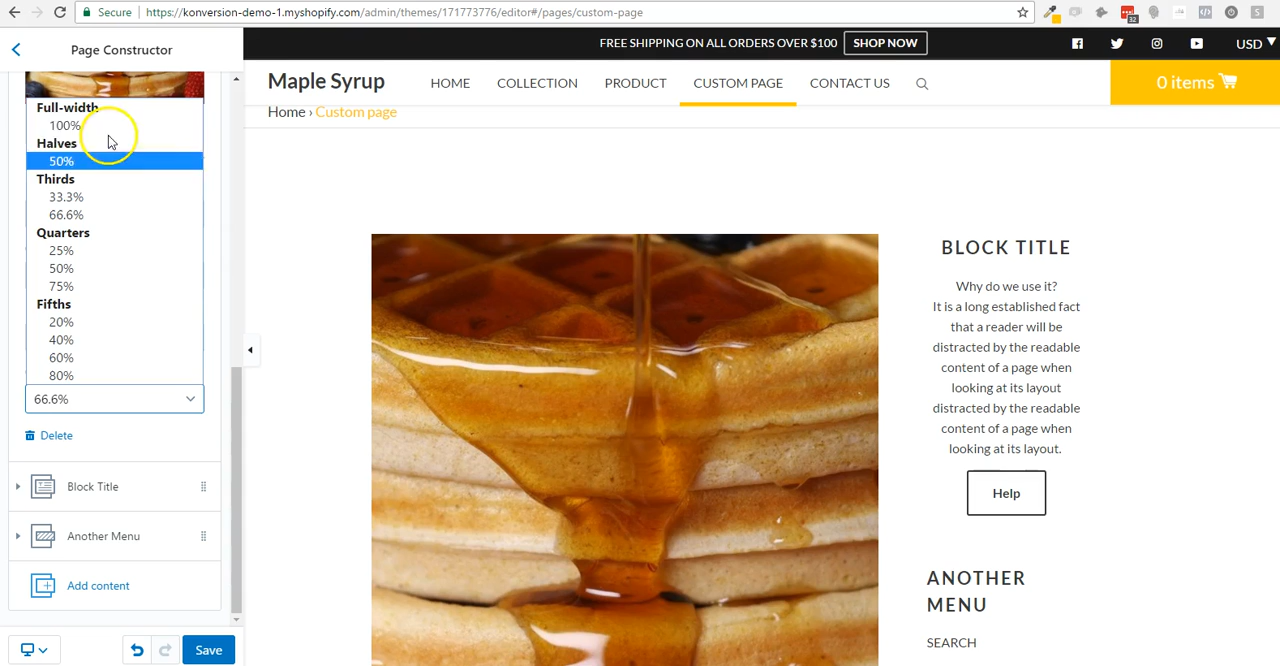 Secure
https://konversion-demo-1.myshopify.com/admin/themes/171773776/editor#/pages/custom-page
32
Page Constructor
Full-width
100%
Halves
50%
Thirds
33.3%
66.6%
Quarters
25%
50%
75%
Fifths
20%
40%
60%
80%
66.6%
Delete
Block Title
Another Menu
Add content
Save
FREE SHIPPING ON ALL ORDERS OVER $100 SHOP NOW
USD
Maple Syrup
HOME COLLECTION PRODUCT CUSTOM PAGE CONTACT US
0 items
Home › Custom page
BLOCK TITLE
Why do we use it?
It is a long established fact
that a reader will be
distracted by the readable
content of a page when
looking at its layout
distracted by the readable
content of a page when
looking at its layout.
Help
ANOTHER
MENU
SEARCH